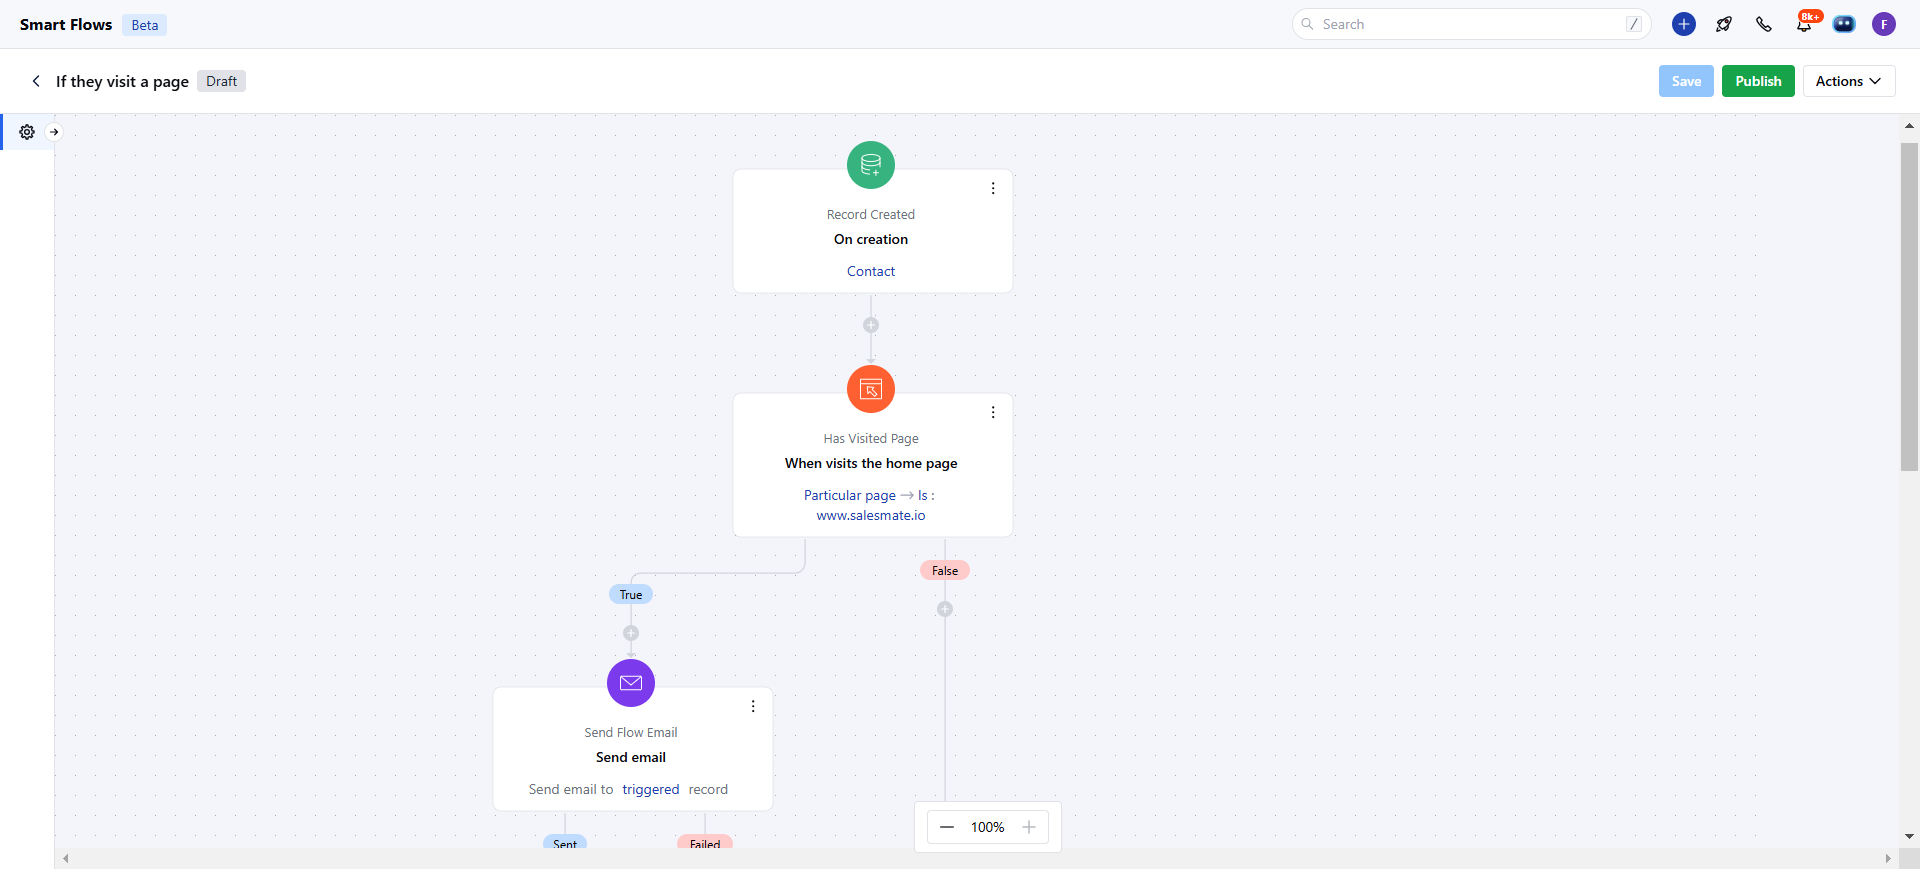 Smart Flows Beta
Search /
8k+
F
If they visit a page Draft
Save Publish Actions
Record Created
On creation
Contact
Has Visited Page
When visits the home page
Particular page → Is :
www.salesmate.io
False
True
Send Flow Email
Send email
Send email to triggered record
Sent Failed
100%